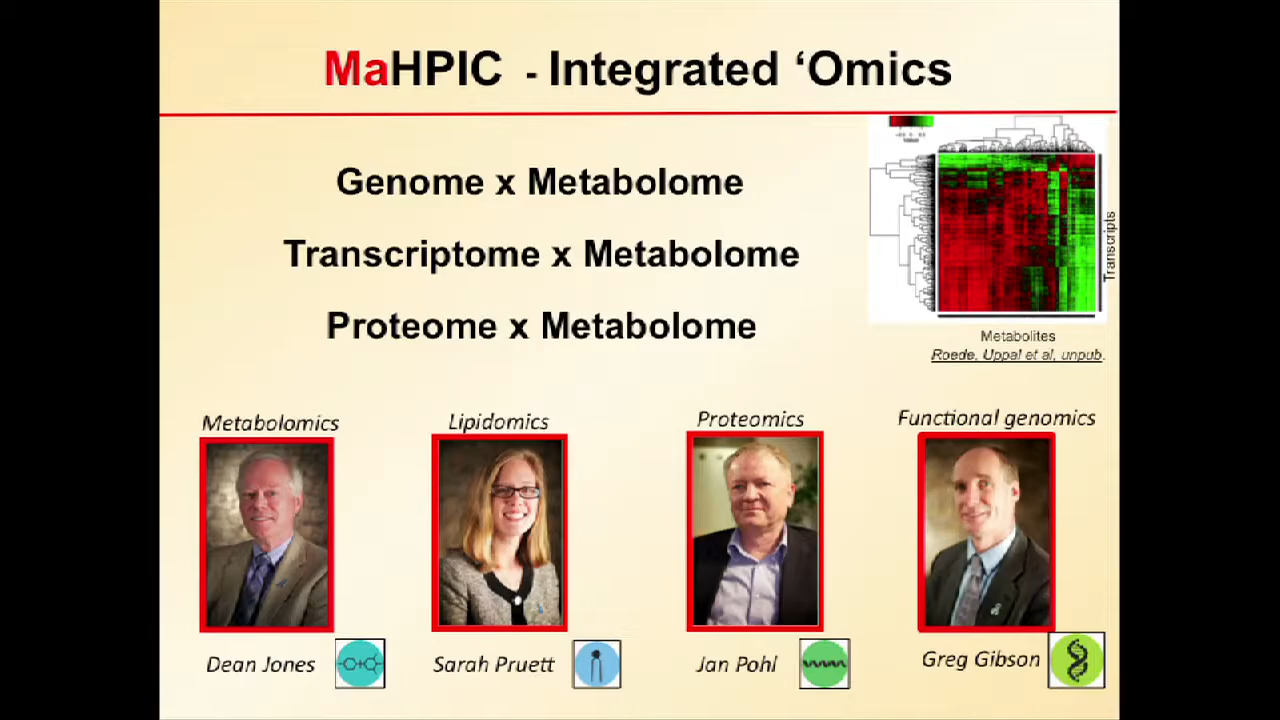 MaHPIC - Integrated ‘Omics
Genome x Metabolome
Transcriptome x Metabolome
Proteome x Metabolome
Transcripts
Metabolites
Roede, Uppal et al, unpub.
Metabolomics
Lipidomics
Proteomics
Functional genomics
Dean Jones
Sarah Pruett
Jan Pohl
Greg Gibson